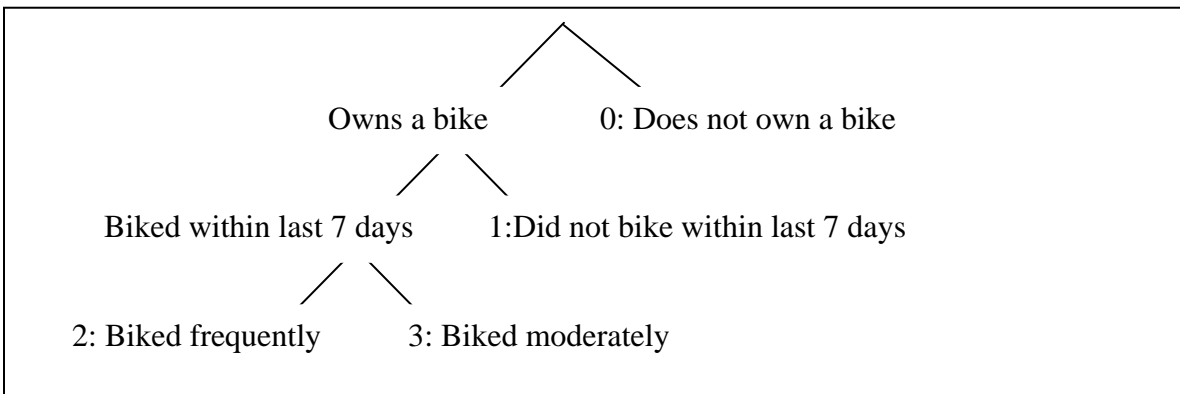 Owns a bike 0: Does not own a bike
Biked within last 7 days 1:Did not bike within last 7 days
2: Biked frequently 3: Biked moderately